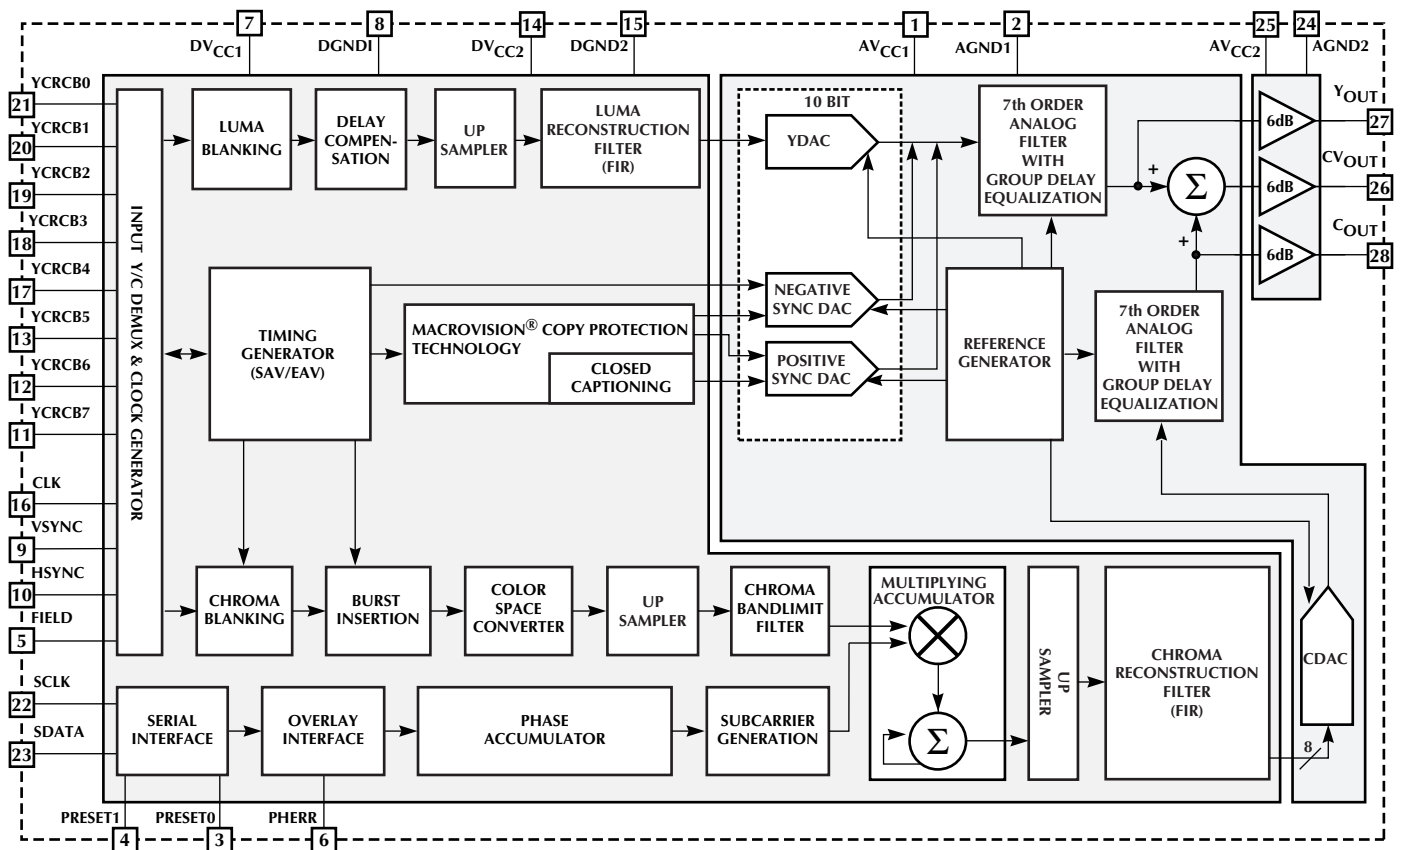 7
8
14
15
1
2
25
24
DVCC1
DGNDI
DVCC2
DGND2
AVCC1
AGND1
AVCC2
AGND2
YCRCB0
21
YCRCB1
20
YCRCB2
19
YCRCB3
18
YCRCB4
17
YCRCB5
13
YCRCB6
12
YCRCB7
11
CLK
16
VSYNC
9
HSYNC
10
FIELD
5
SCLK
22
SDATA
23
INPUT Y/C DEMUX & CLOCK GENERATOR
LUMA
BLANKING
DELAY
COMPEN-
SATION
UP
SAMPLER
LUMA
RECONSTRUCTION
FILTER
(FIR)
10 BIT
YDAC
7th ORDER
ANALOG
FILTER
WITH
GROUP DELAY
EQUALIZATION
+
Σ
+
6dB
6dB
6dB
YOUT
27
CVOUT
26
COUT
28
TIMING
GENERATOR
(SAV/EAV)
MACROVISION® COPY PROTECTION
TECHNOLOGY
CLOSED
CAPTIONING
NEGATIVE
SYNC DAC
POSITIVE
SYNC DAC
REFERENCE
GENERATOR
7th ORDER
ANALOG
FILTER
WITH
GROUP DELAY
EQUALIZATION
CHROMA
BLANKING
BURST
INSERTION
COLOR
SPACE
CONVERTER
UP
SAMPLER
CHROMA
BANDLIMIT
FILTER
MULTIPLYING
ACCUMULATOR
Σ
UP
SAMPLER
CHROMA
RECONSTRUCTION
FILTER
(FIR)
CDAC
8
SERIAL
INTERFACE
OVERLAY
INTERFACE
PHASE
ACCUMULATOR
SUBCARRIER
GENERATION
PRESET1
4
PRESET0
3
PHERR
6